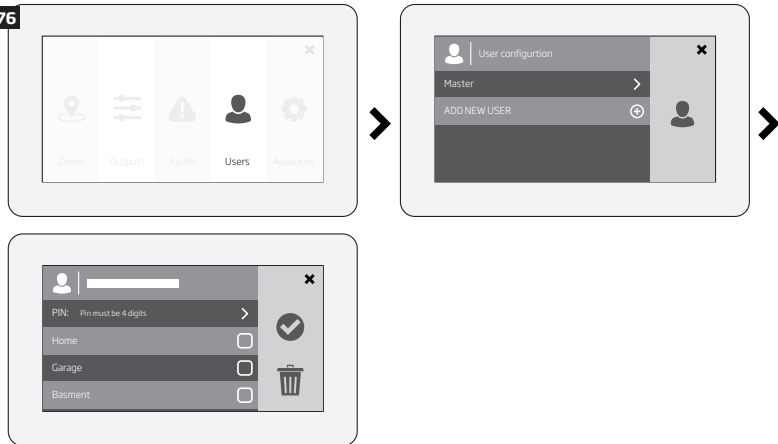 76
Zones Outputs Faults Users Advanced
User configurtion
Master
ADD NEW USER
PIN: Pin must be 4 digits
Home
Garage
Basment